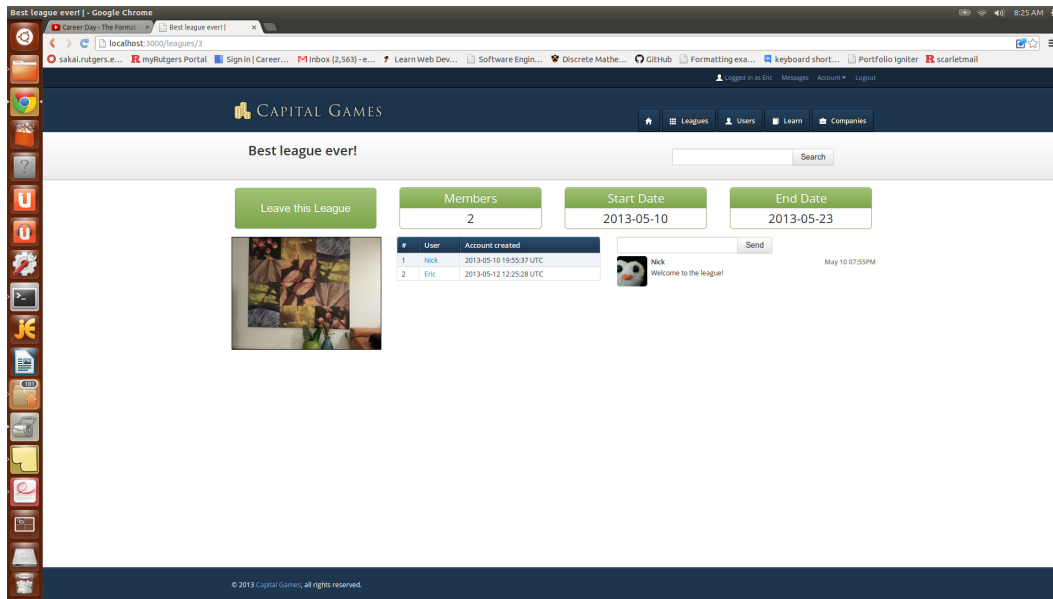 Best league ever! | - Google Chrome
8:25 AM
Career Day - The Format
Best league ever! |
localhost:3000/leagues/3
sakai.rutgers.e... myRutgers Portal Sign in | Career... Inbox (2,563) - e... Learn Web Dev... Software Engin... Discrete Mathe... GitHub Formatting exa... keyboard short... Portfolio Igniter scarletmail
Logged in as Eric Messages Account Logout
CAPITAL GAMES
Leagues Users Learn Companies
Best league ever!
Search
Leave this League
Members
2
Start Date
2013-05-10
End Date
2013-05-23
# User Account created
1 Nick 2013-05-10 19:55:37 UTC
2 Eric 2013-05-12 12:25:28 UTC
Send
Nick May 10 07:55PM
Welcome to the league!
© 2013 Capital Games, all rights reserved.